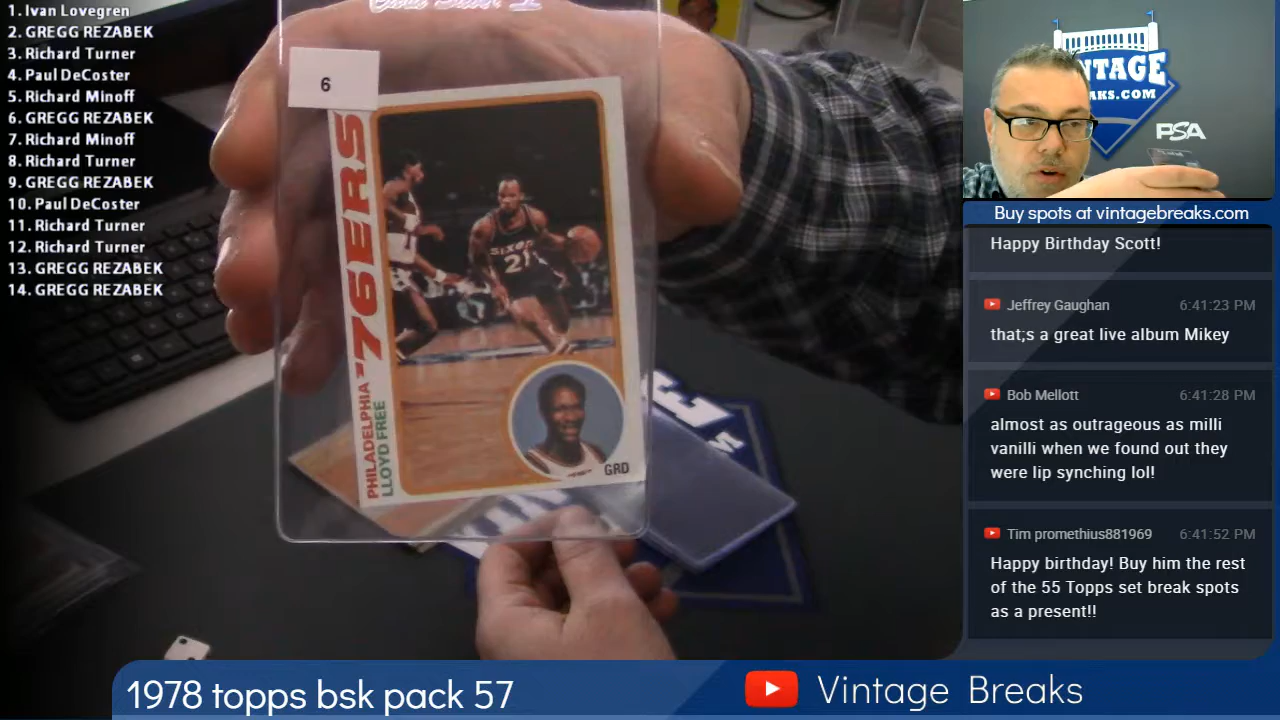 1. Ivan Lovegren
2. GREGG REZABEK
3. Richard Turner
4. Paul DeCoster
5. Richard Minoff
6. GREGG REZABEK
7. Richard Minoff
8. Richard Turner
9. GREGG REZABEK
10. Paul DeCoster
11. Richard Turner
12. Richard Turner
13. GREGG REZABEK
14. GREGG REZABEK
6
PHILADELPHIA '76ERS
LLOYD FREE
SIXERS
21
GRD
PSA
Buy spots at vintagebreaks.com
Happy Birthday Scott!
Jeffrey Gaughan 6:41:23 PM
that;s a great live album Mikey
Bob Mellott 6:41:28 PM
almost as outrageous as milli
vanilli when we found out they
were lip synching lol!
Tim promethius881969 6:41:52 PM
Happy birthday! Buy him the rest
of the 55 Topps set break spots
as a present!!
1978 topps bsk pack 57
Vintage Breaks